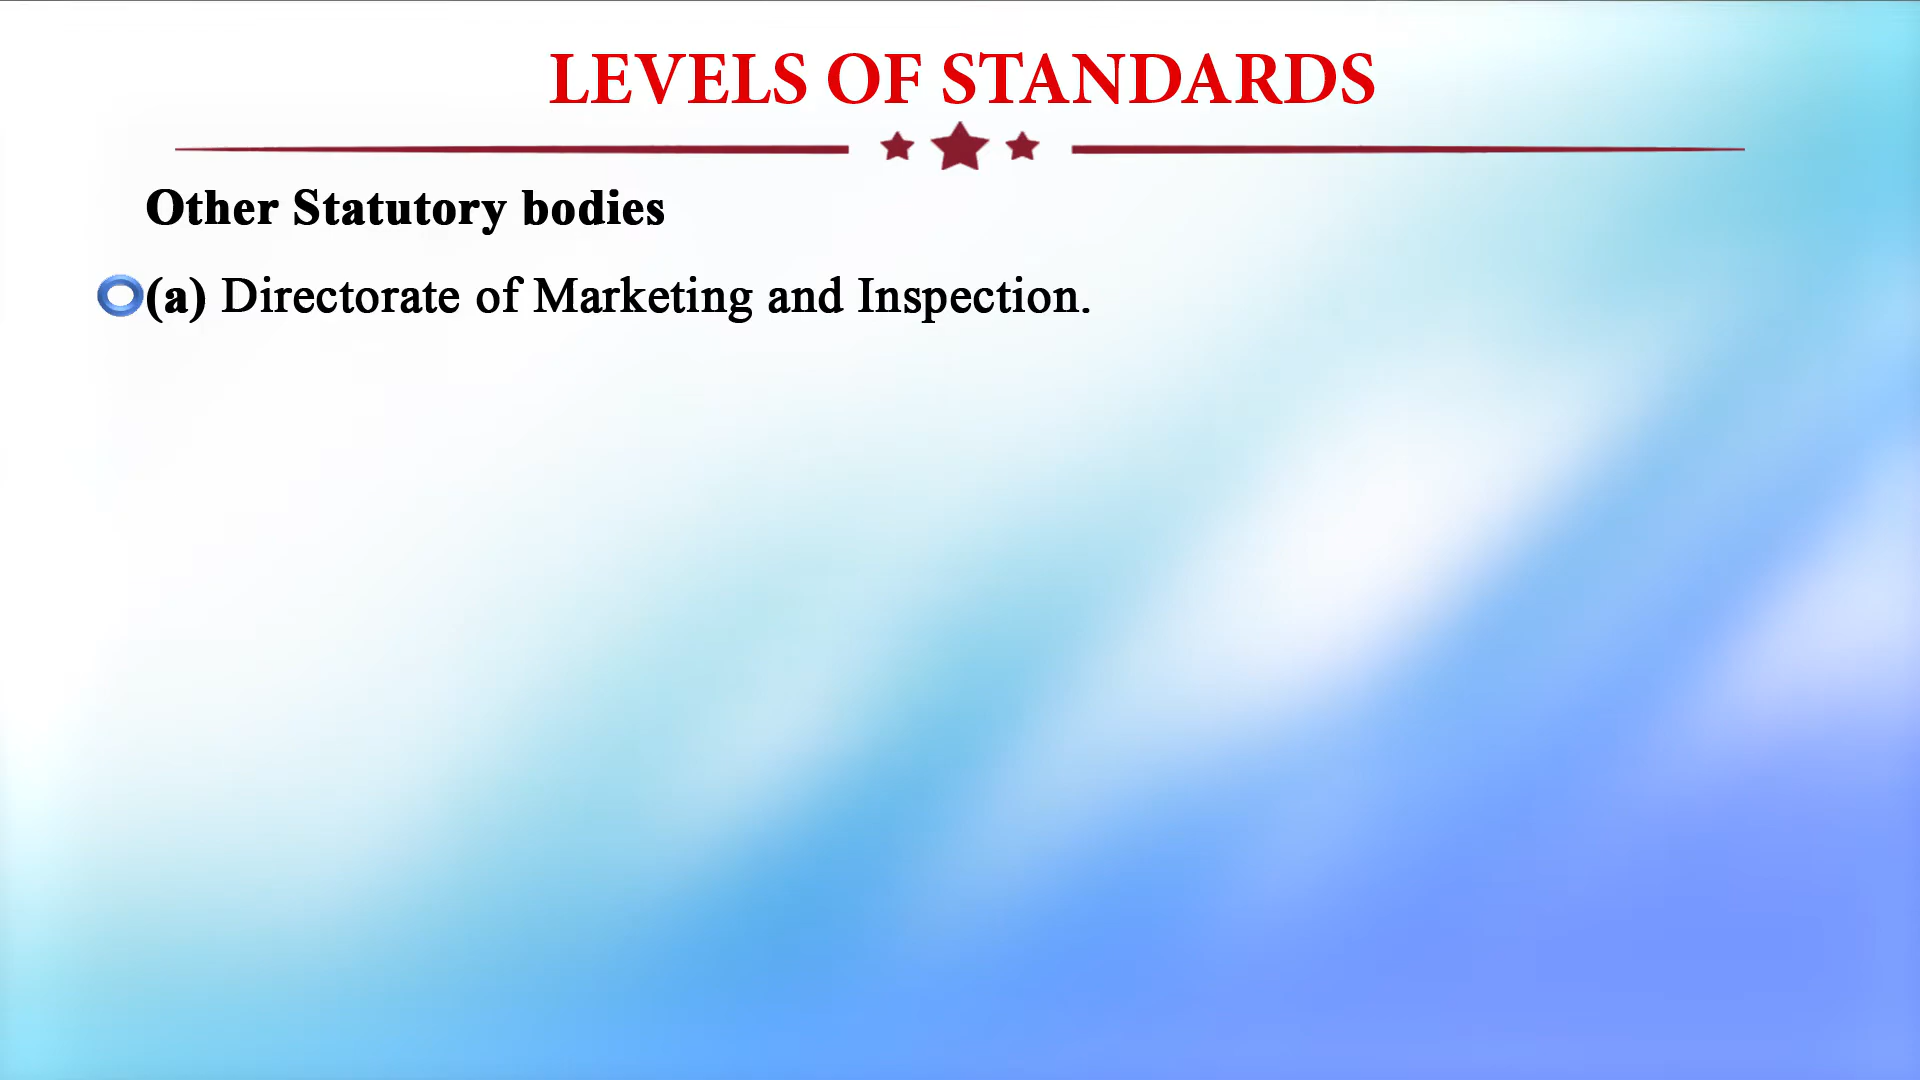 LEVELS OF STANDARDS
Other Statutory bodies
(a) Directorate of Marketing and Inspection.